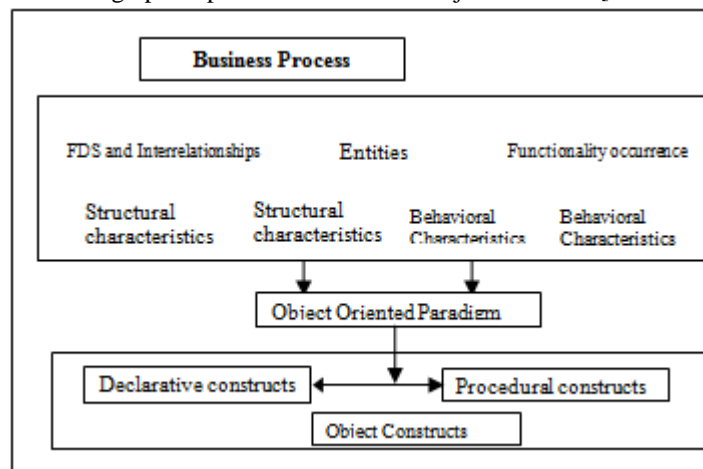 Business Process
FDS and Interrelationships Entities Functionality occurrence
Structural characteristics Structural characteristics Behavioral Characteristics Behavioral Characteristics
Object Oriented Paradigm
Declarative constructs Procedural constructs
Object Constructs